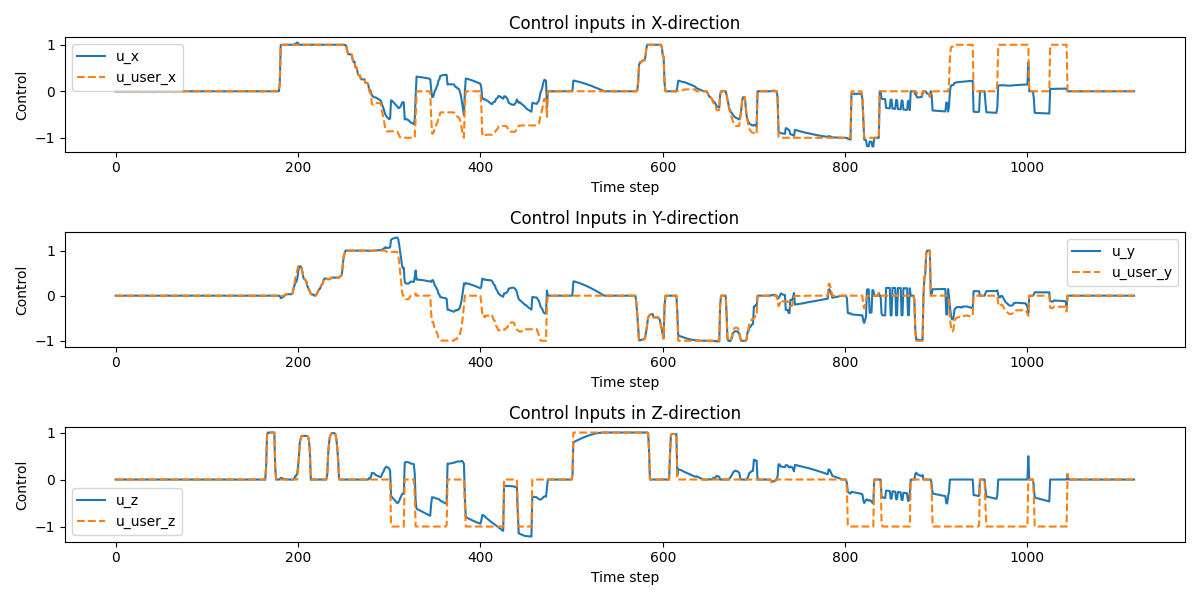 Control inputs in X-direction
Control
1
0
−1
u_x
u_user_x
0 200 400 600 800 1000
Time step
Control Inputs in Y-direction
Control
1
0
−1
u_y
u_user_y
0 200 400 600 800 1000
Time step
Control Inputs in Z-direction
Control
1
0
−1
u_z
u_user_z
0 200 400 600 800 1000
Time step